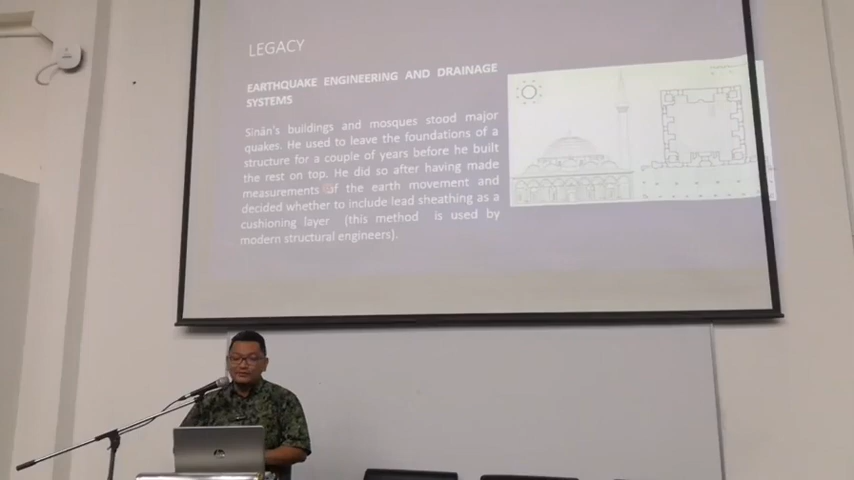 LEGACY
EARTHQUAKE ENGINEERING AND DRAINAGE
SYSTEMS
Sinān's buildings and mosques stood major
quakes. He used to leave the foundations of a
structure for a couple of years before he built
the rest on top. He did so after having made
measurements of the earth movement and
decided whether to include lead sheathing as a
cushioning layer (this method is used by
modern structural engineers).
hp